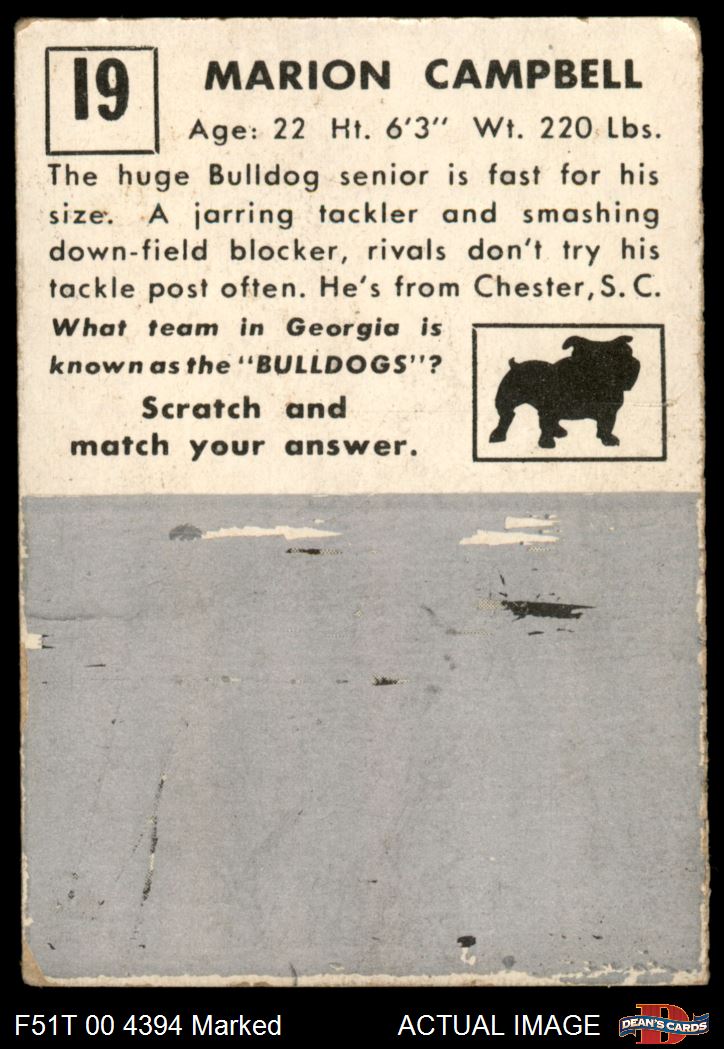 19
MARION CAMPBELL
Age: 22 Ht. 6'3" Wt. 220 Lbs.
The huge Bulldog senior is fast for his
size. A jarring tackler and smashing
down-field blocker, rivals don't try his
tackle post often. He's from Chester, S. C.
What team in Georgia is
known as the "BULLDOGS"?
Scratch and
match your answer.
F51T 00 4394 Marked
ACTUAL IMAGE
D
DEAN'S CARDS